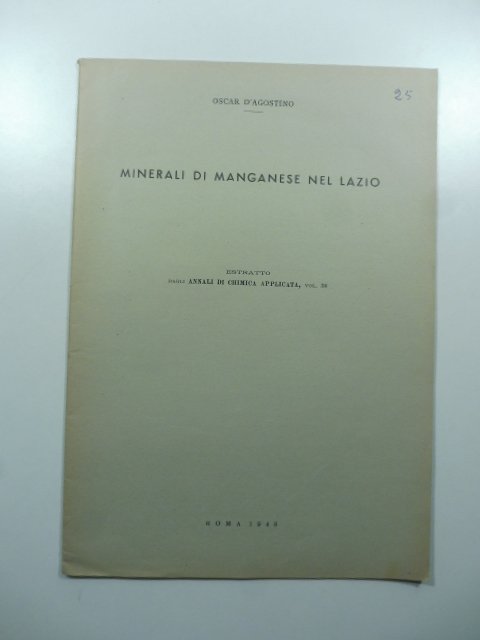 OSCAR D'AGOSTINO
25
MINERALI DI MANGANESE NEL LAZIO
ESTRATTO
DAGLI ANNALI DI CHIMICA APPLICATA, VOL.
ROMA